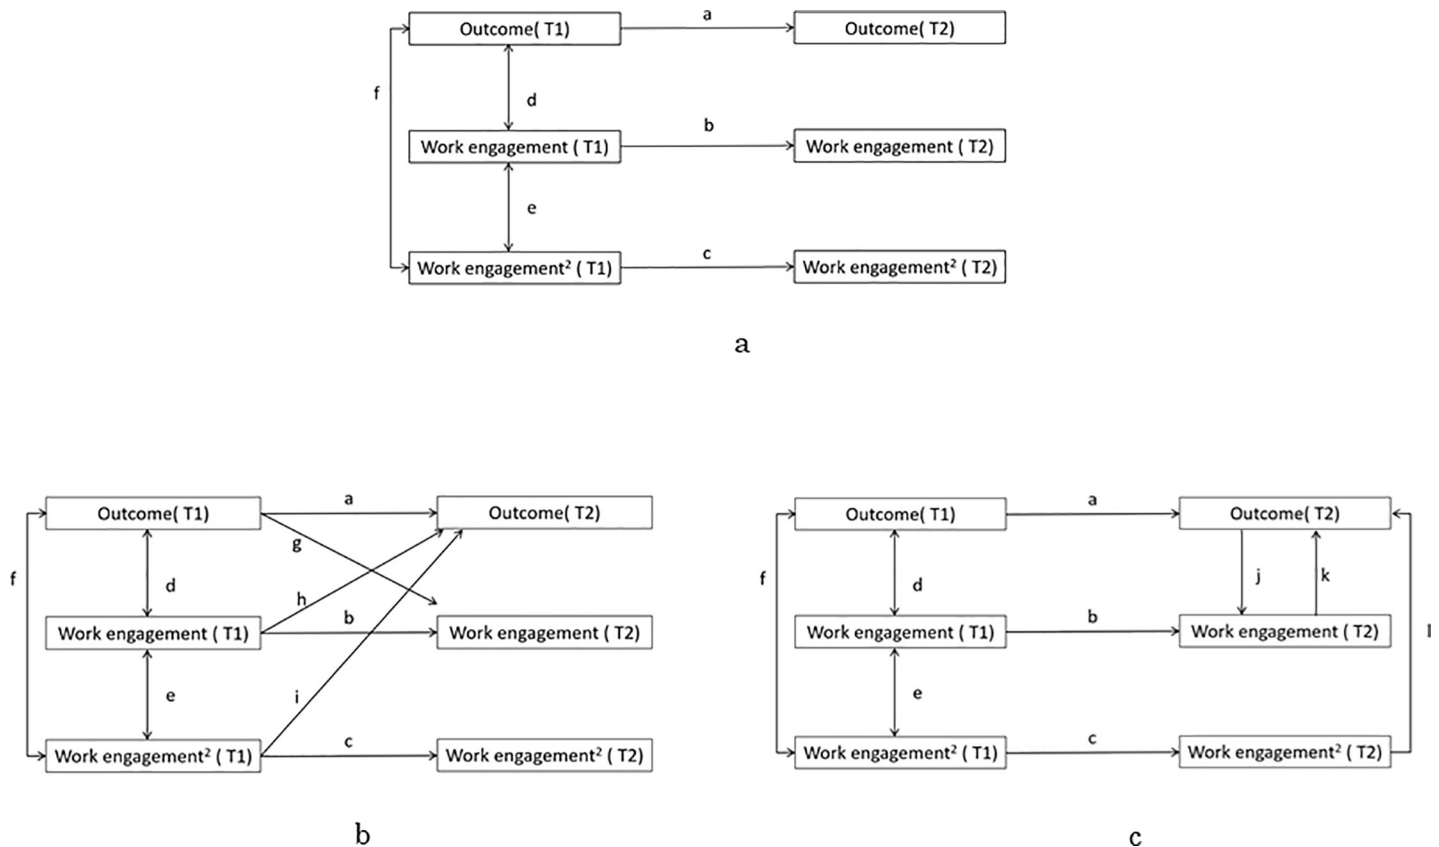 a
Outcome( T1)
Outcome( T2)
f
d
b
Work engagement ( T1)
Work engagement ( T2)
e
c
Work engagement² ( T1)
Work engagement² ( T2)
a
a
Outcome( T1)
Outcome( T2)
g
f
d
h
b
Work engagement ( T1)
Work engagement ( T2)
e
i
c
Work engagement² ( T1)
Work engagement² ( T2)
b
a
Outcome( T1)
Outcome( T2)
f
d
j
k
b
Work engagement ( T1)
Work engagement ( T2)
l
e
c
Work engagement² ( T1)
Work engagement² ( T2)
c